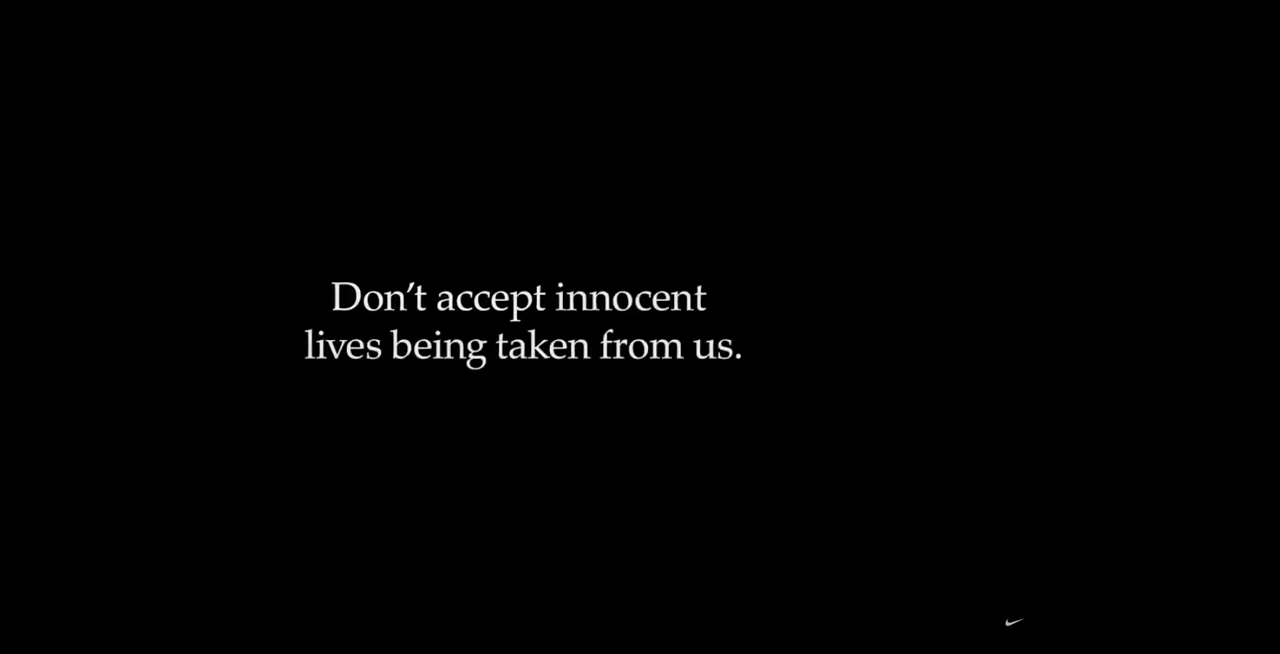 Don’t accept innocent
lives being taken from us.